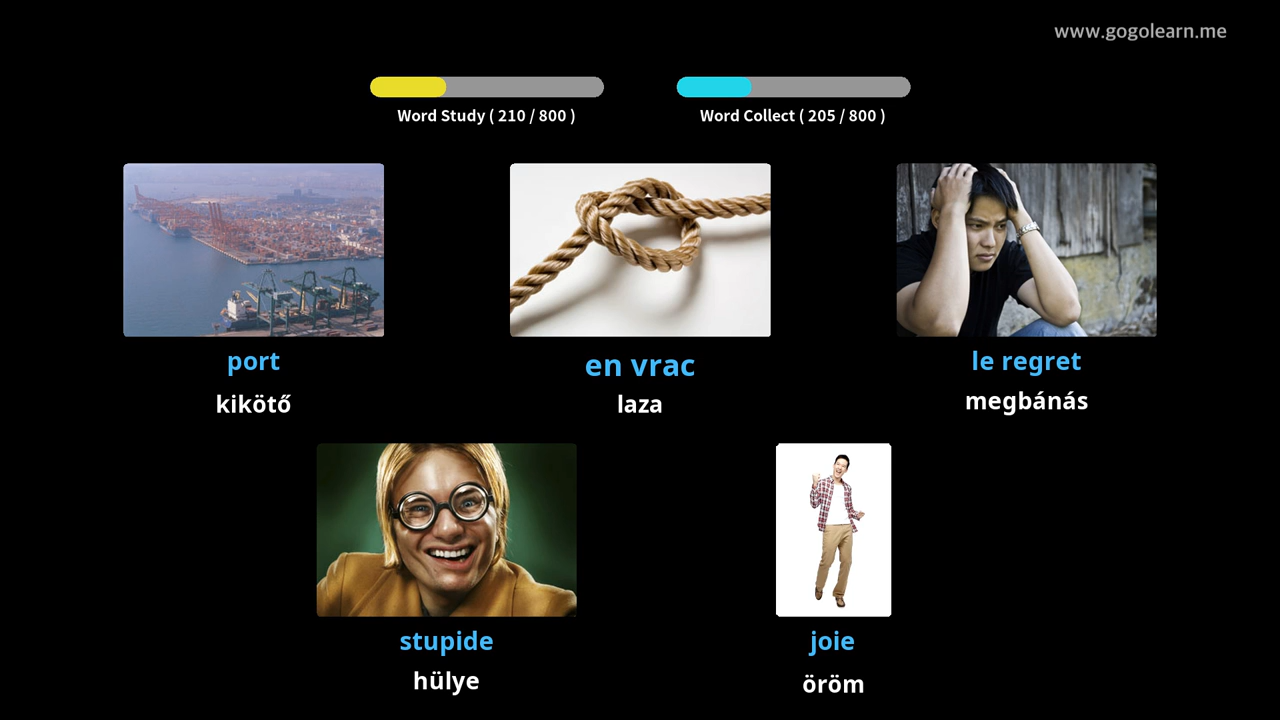 www.gogolearn.me
Word Study ( 210 / 800 )
Word Collect ( 205 / 800 )
port
en vrac
le regret
kikötő
laza
megbánás
stupide
joie
hülye
öröm